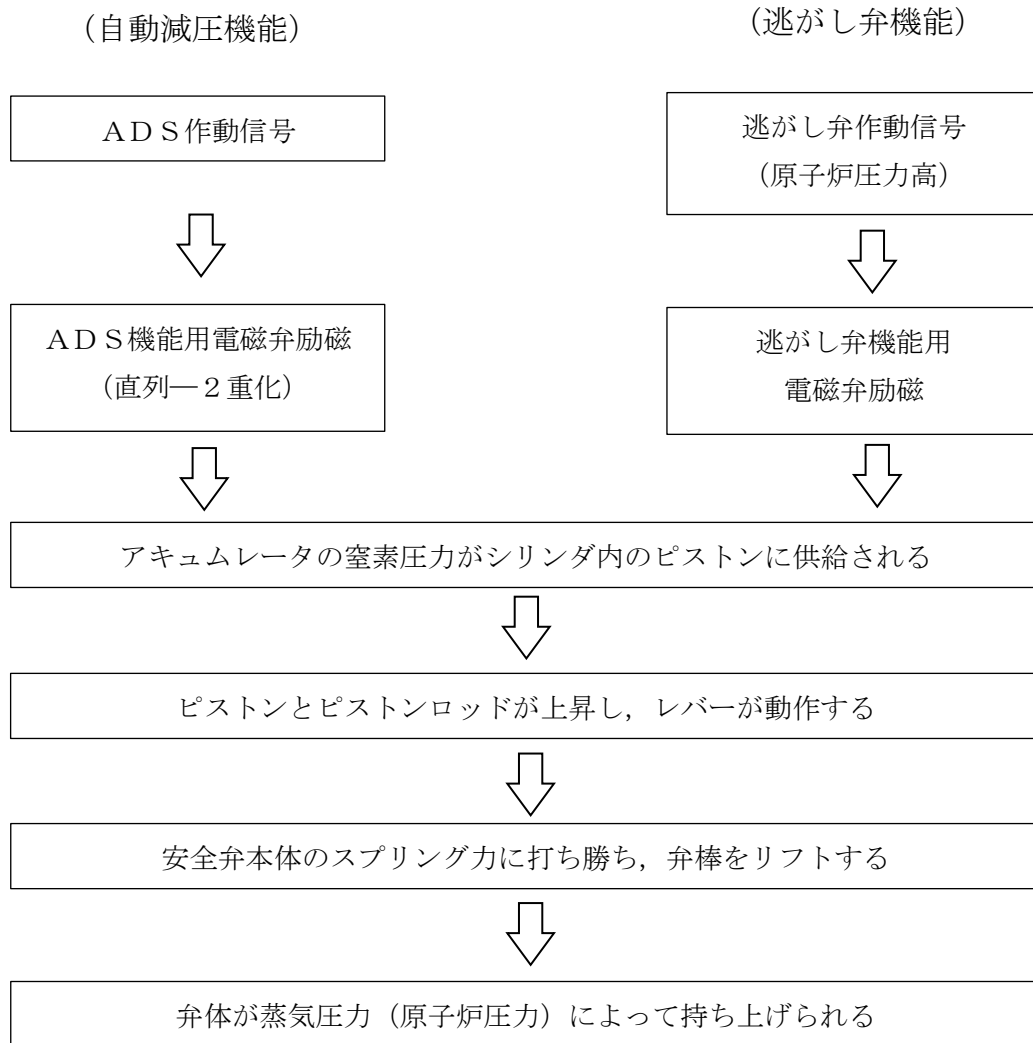 （自動減圧機能）
（逃がし弁機能）
ＡＤＳ作動信号
逃がし弁作動信号
（原子炉圧力高）
ＡＤＳ機能用電磁弁励磁
（直列―２重化）
逃がし弁機能用
電磁弁励磁
アキュムレータの窒素圧力がシリンダ内のピストンに供給される
ピストンとピストンロッドが上昇し，レバーが動作する
安全弁本体のスプリング力に打ち勝ち，弁棒をリフトする
弁体が蒸気圧力（原子炉圧力）によって持ち上げられる